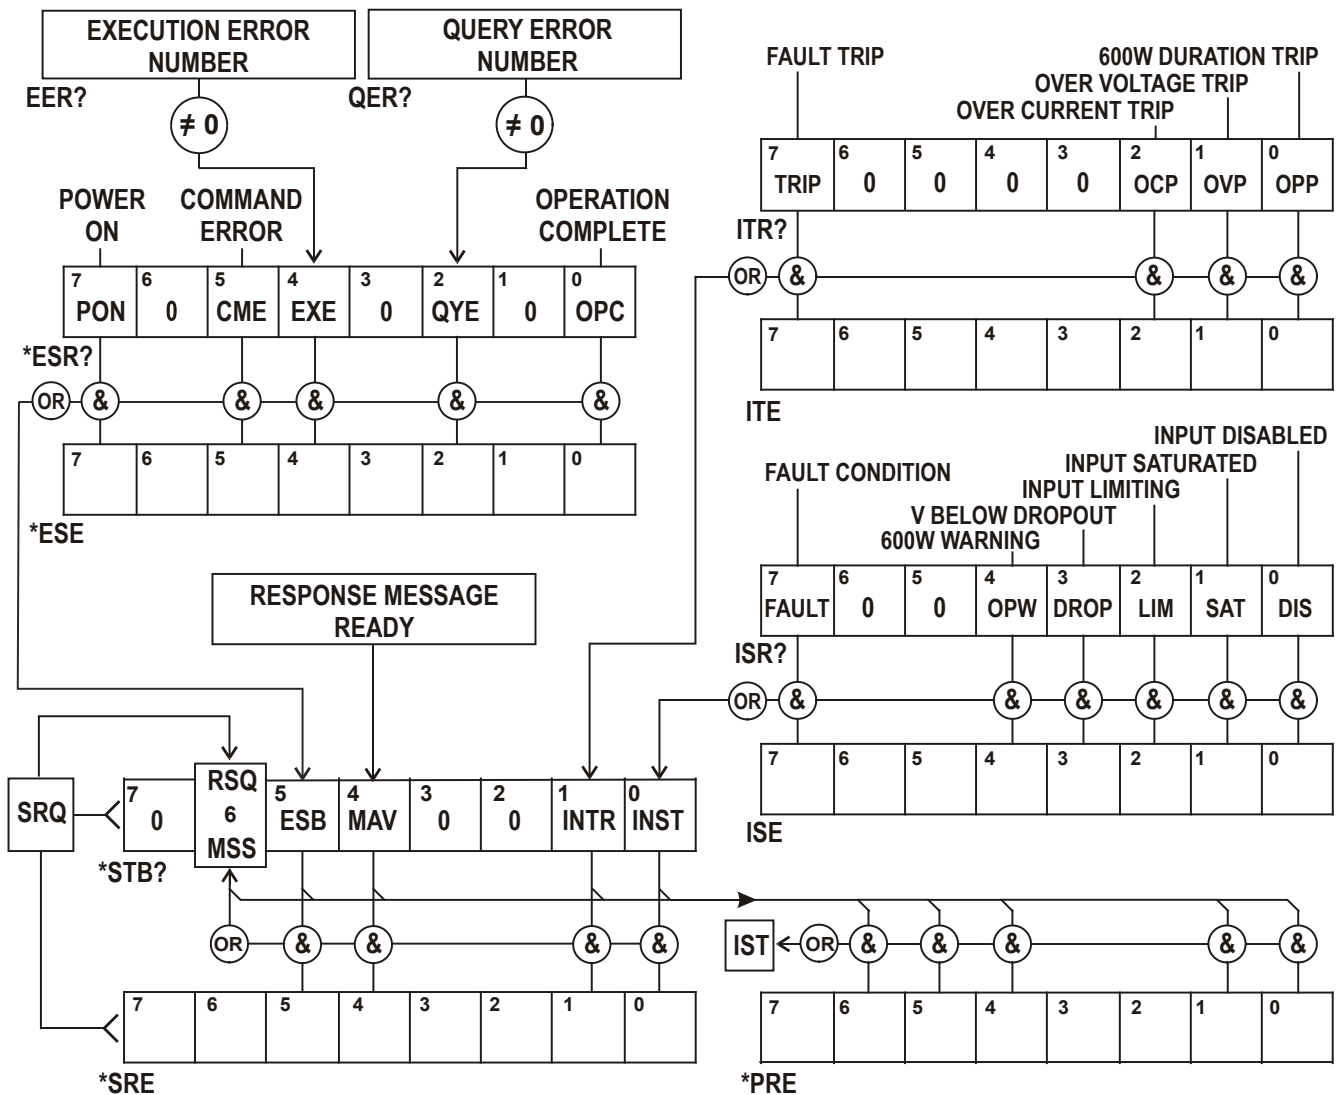 EXECUTION ERROR
NUMBER
EER?
≠ 0
QUERY ERROR
NUMBER
QER?
≠ 0
POWER
ON
COMMAND
ERROR
OPERATION
COMPLETE
7 6 5 4 3 2 1 0
PON 0 CME EXE 0 QYE 0 OPC
*ESR?
OR & & & & &
7 6 5 4 3 2 1 0
*ESE
FAULT TRIP
600W DURATION TRIP
OVER VOLTAGE TRIP
OVER CURRENT TRIP
7 6 5 4 3 2 1 0
TRIP 0 0 0 0 OCP OVP OPP
ITR?
OR & & & &
7 6 5 4 3 2 1 0
ITE
INPUT DISABLED
INPUT SATURATED
FAULT CONDITION
INPUT LIMITING
V BELOW DROPOUT
600W WARNING
7 6 5 4 3 2 1 0
FAULT 0 0 OPW DROP LIM SAT DIS
ISR?
OR & & & & & &
7 6 5 4 3 2 1 0
ISE
RESPONSE MESSAGE
READY
SRQ
7 RSQ 5 4 3 2 1 0
0 6 ESB MAV 0 0 INTR INST
MSS
*STB?
OR & & & &
7 6 5 4 3 2 1 0
*SRE
IST OR & & & & &
7 6 5 4 3 2 1 0
*PRE